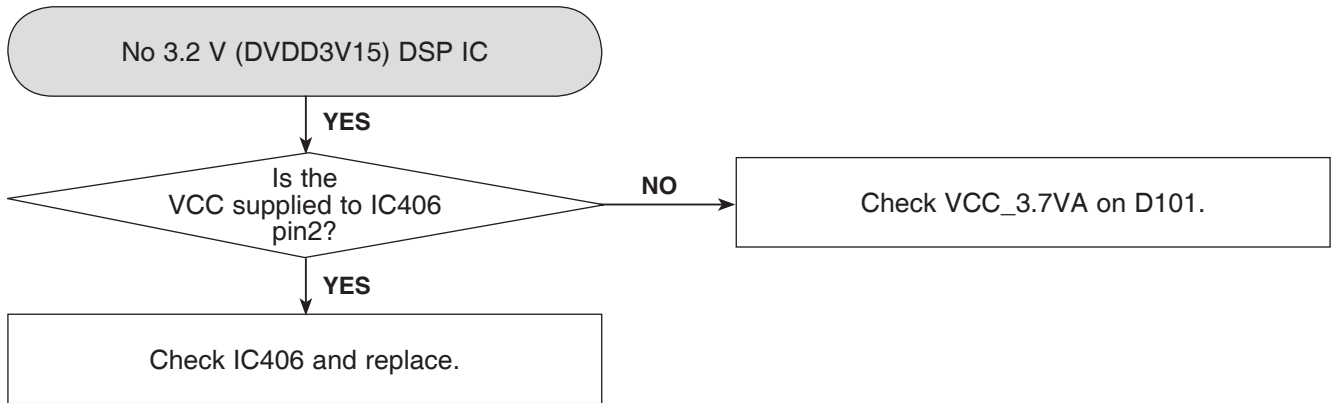 No 3.2 V (DVDD3V15) DSP IC
YES
Is the
VCC supplied to IC406
pin2?
NO
Check VCC_3.7VA on D101.
YES
Check IC406 and replace.